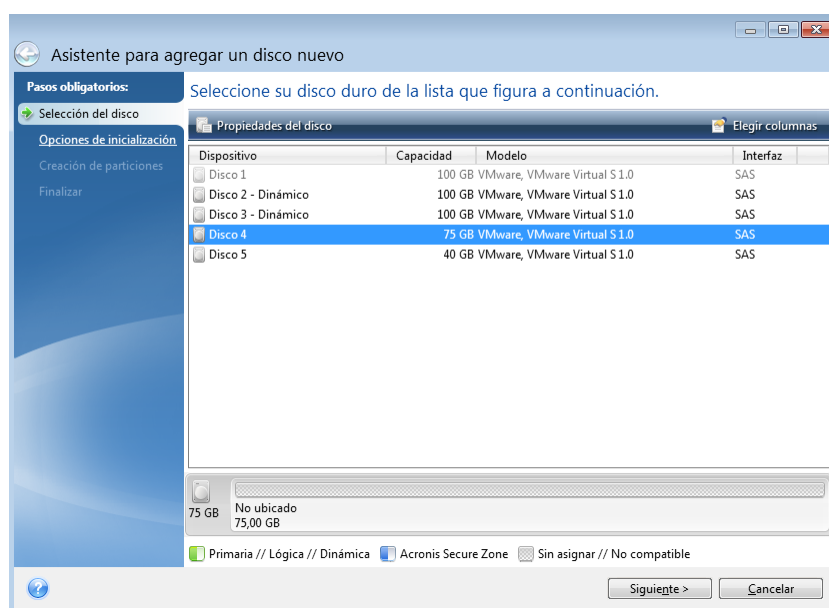 Asistente para agregar un disco nuevo
Pasos obligatorios:
Selección del disco
Opciones de inicialización
Creación de particiones
Finalizar
Seleccione su disco duro de la lista que figura a continuación.
Propiedades del disco Elegir columnas
Dispositivo Capacidad Modelo Interfaz
Disco 1 100 GB VMware, VMware Virtual S 1.0 SAS
Disco 2 - Dinámico 100 GB VMware, VMware Virtual S 1.0 SAS
Disco 3 - Dinámico 100 GB VMware, VMware Virtual S 1.0 SAS
Disco 4 75 GB VMware, VMware Virtual S 1.0 SAS
Disco 5 40 GB VMware, VMware Virtual S 1.0 SAS
75 GB
No ubicado
75,00 GB
Primaria // Lógica // Dinámica Acronis Secure Zone Sin asignar // No compatible
Siguiente > Cancelar